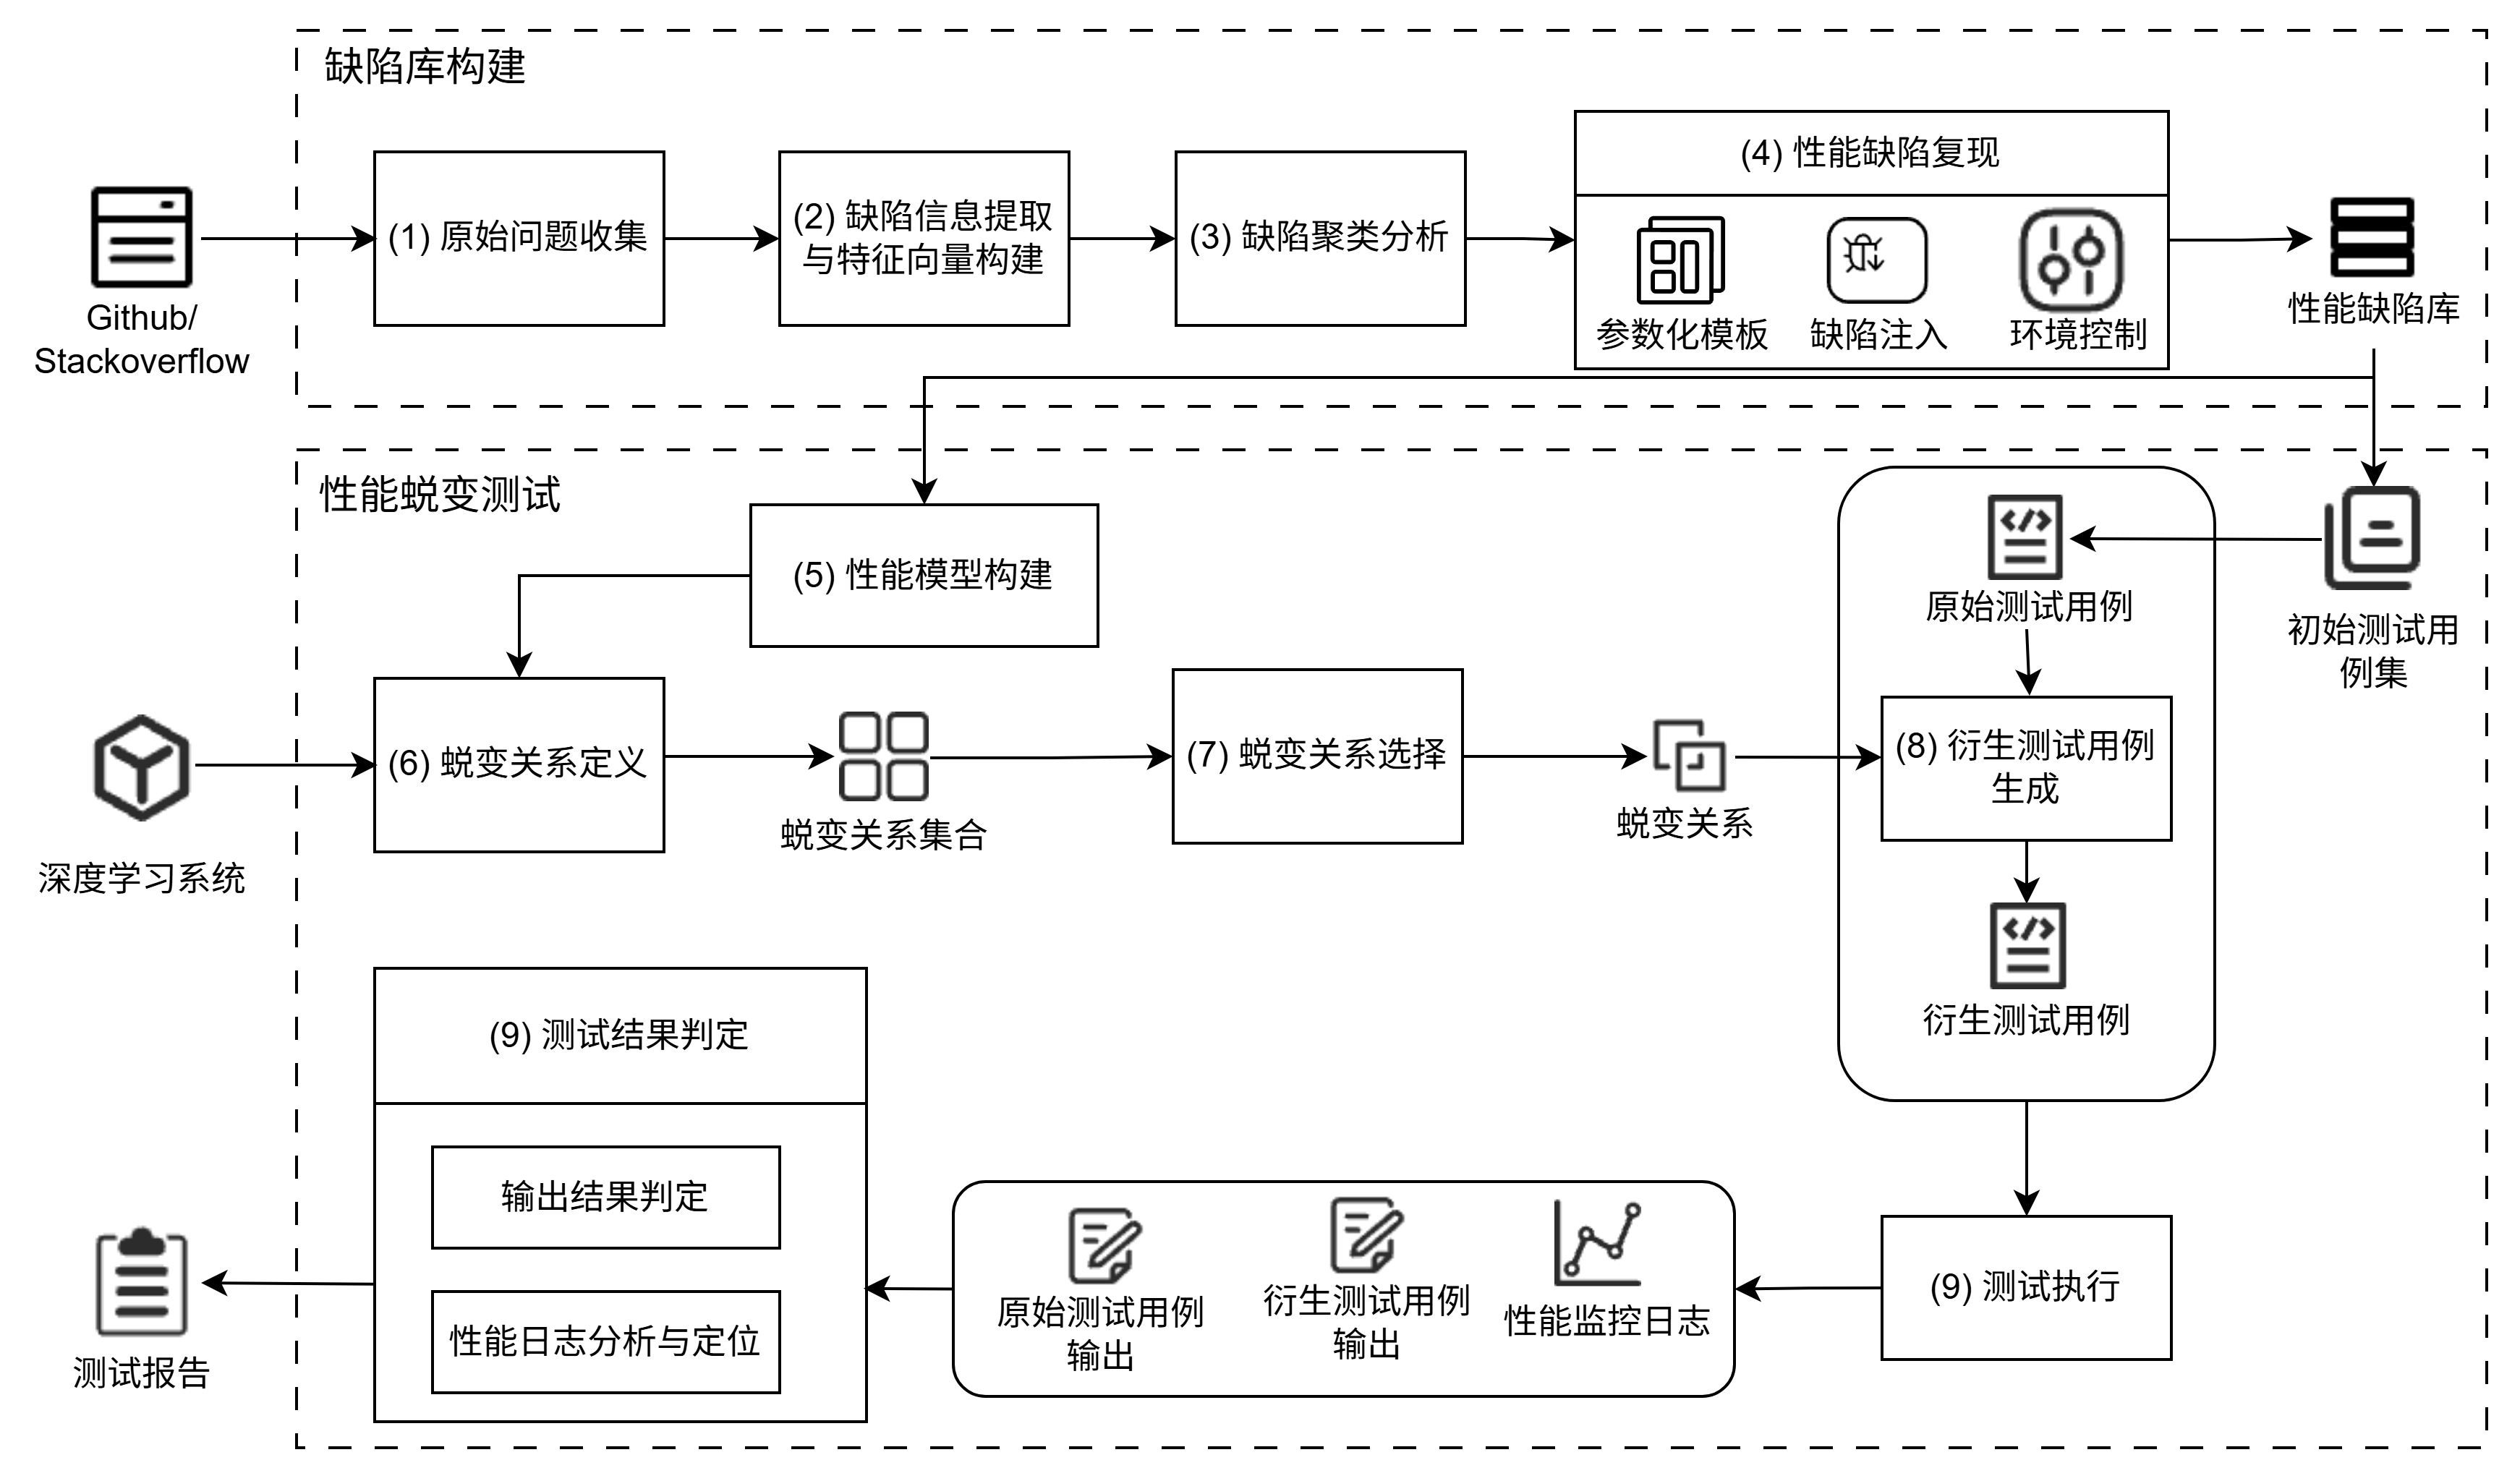 缺陷库构建
Github/
Stackoverflow
(1) 原始问题收集
(2) 缺陷信息提取
与特征向量构建
(3) 缺陷聚类分析
(4) 性能缺陷复现
参数化模板
缺陷注入
环境控制
性能缺陷库
性能蜕变测试
(5) 性能模型构建
原始测试用例
初始测试用
例集
深度学习系统
(6) 蜕变关系定义
蜕变关系集合
(7) 蜕变关系选择
蜕变关系
(8) 衍生测试用例
生成
衍生测试用例
(9) 测试执行
原始测试用例
输出
衍生测试用例
输出
性能监控日志
(9) 测试结果判定
输出结果判定
性能日志分析与定位
测试报告